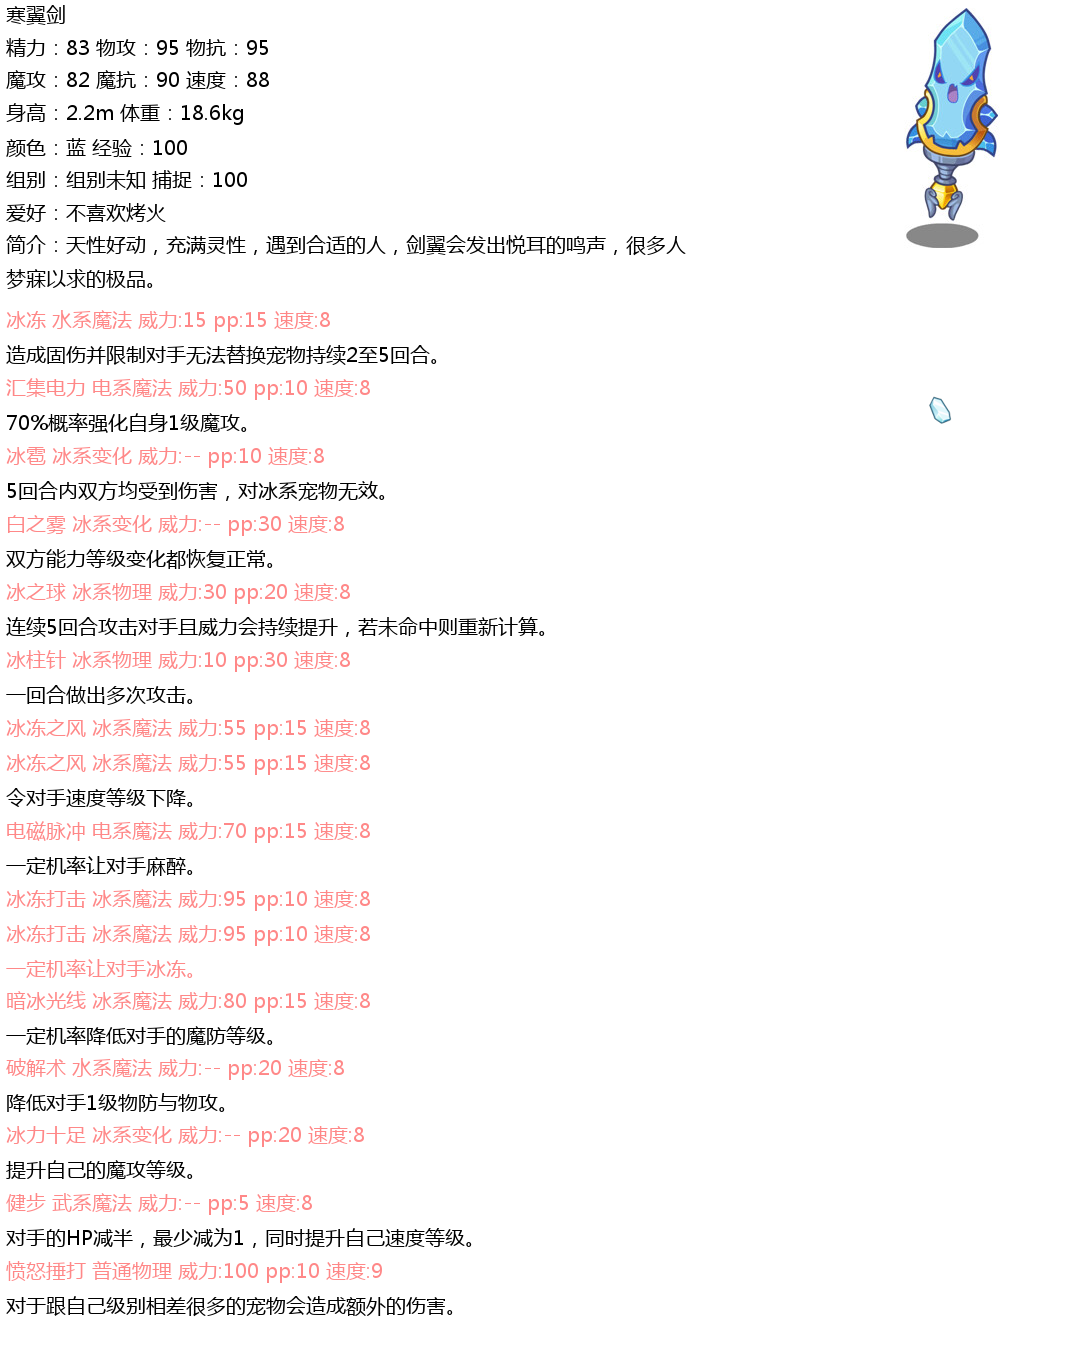 寒翼剑
精力：83 物攻：95 物抗：95
魔攻：82 魔抗：90 速度：88
身高：2.2m 体重：18.6kg
颜色：蓝 经验：100
组别：组别未知 捕捉：100
爱好：不喜欢烤火
简介：天性好动，充满灵性，遇到合适的人，剑翼会发出悦耳的鸣声，很多人
梦寐以求的极品。
冰冻 水系魔法 威力:15 pp:15 速度:8
造成固伤并限制对手无法替换宠物持续2至5回合。
汇集电力 电系魔法 威力:50 pp:10 速度:8
70%概率强化自身1级魔攻。
冰雹 冰系变化 威力:-- pp:10 速度:8
5回合内双方均受到伤害，对冰系宠物无效。
白之雾 冰系变化 威力:-- pp:30 速度:8
双方能力等级变化都恢复正常。
冰之球 冰系物理 威力:30 pp:20 速度:8
连续5回合攻击对手且威力会持续提升，若未命中则重新计算。
冰柱针 冰系物理 威力:10 pp:30 速度:8
一回合做出多次攻击。
冰冻之风 冰系魔法 威力:55 pp:15 速度:8
冰冻之风 冰系魔法 威力:55 pp:15 速度:8
令对手速度等级下降。
电磁脉冲 电系魔法 威力:70 pp:15 速度:8
一定机率让对手麻醉。
冰冻打击 冰系魔法 威力:95 pp:10 速度:8
冰冻打击 冰系魔法 威力:95 pp:10 速度:8
一定机率让对手冰冻。
暗冰光线 冰系魔法 威力:80 pp:15 速度:8
一定机率降低对手的魔防等级。
破解术 水系魔法 威力:-- pp:20 速度:8
降低对手1级物防与物攻。
冰力十足 冰系变化 威力:-- pp:20 速度:8
提升自己的魔攻等级。
健步 武系魔法 威力:-- pp:5 速度:8
对手的HP减半，最少减为1，同时提升自己速度等级。
愤怒捶打 普通物理 威力:100 pp:10 速度:9
对于跟自己级别相差很多的宠物会造成额外的伤害。